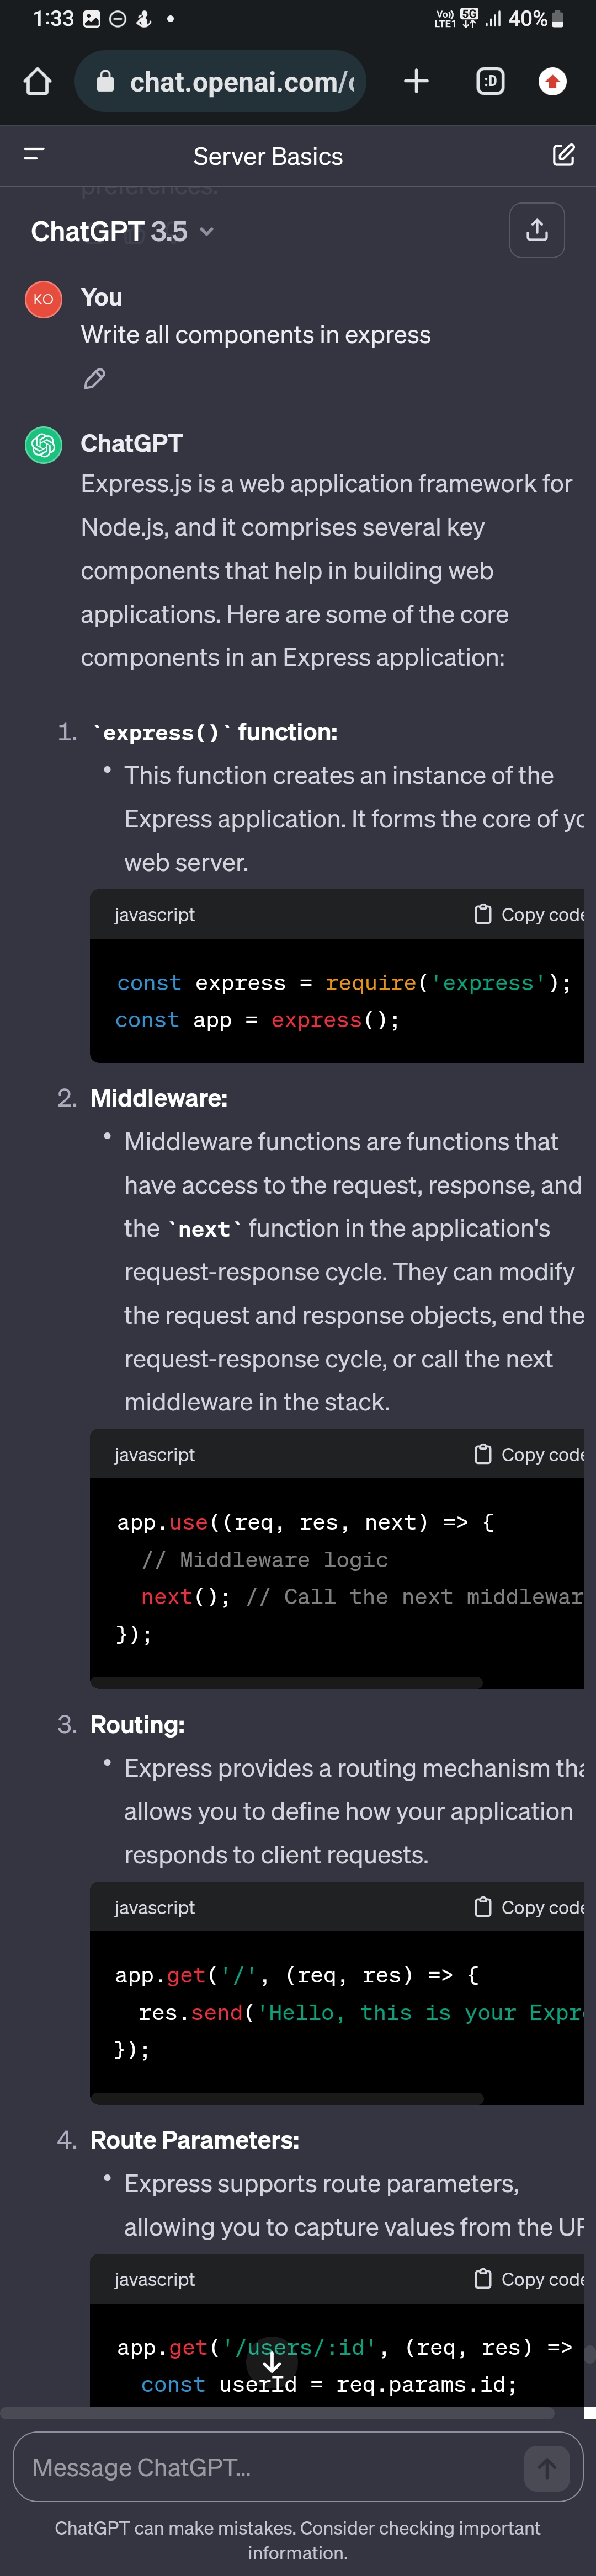 1:33
Vo)) LTE1 5G 40%
chat.openai.com/c
:D
Server Basics
preferences.
ChatGPT 3.5
KO You
Write all components in express
ChatGPT
Express.js is a web application framework for
Node.js, and it comprises several key
components that help in building web
applications. Here are some of the core
components in an Express application:
1. `express()` function:
• This function creates an instance of the
Express application. It forms the core of yo
web server.
javascript Copy code
const express = require('express');
const app = express();
2. Middleware:
• Middleware functions are functions that
have access to the request, response, and
the `next` function in the application's
request-response cycle. They can modify
the request and response objects, end the
request-response cycle, or call the next
middleware in the stack.
javascript Copy code
app.use((req, res, next) => {
// Middleware logic
next(); // Call the next middlewar
});
3. Routing:
• Express provides a routing mechanism tha
allows you to define how your application
responds to client requests.
javascript Copy code
app.get('/', (req, res) => {
res.send('Hello, this is your Expr
});
4. Route Parameters:
• Express supports route parameters,
allowing you to capture values from the UR
javascript Copy code
app.get('/users/:id', (req, res) =>
const userId = req.params.id;
Message ChatGPT...
ChatGPT can make mistakes. Consider checking important
information.